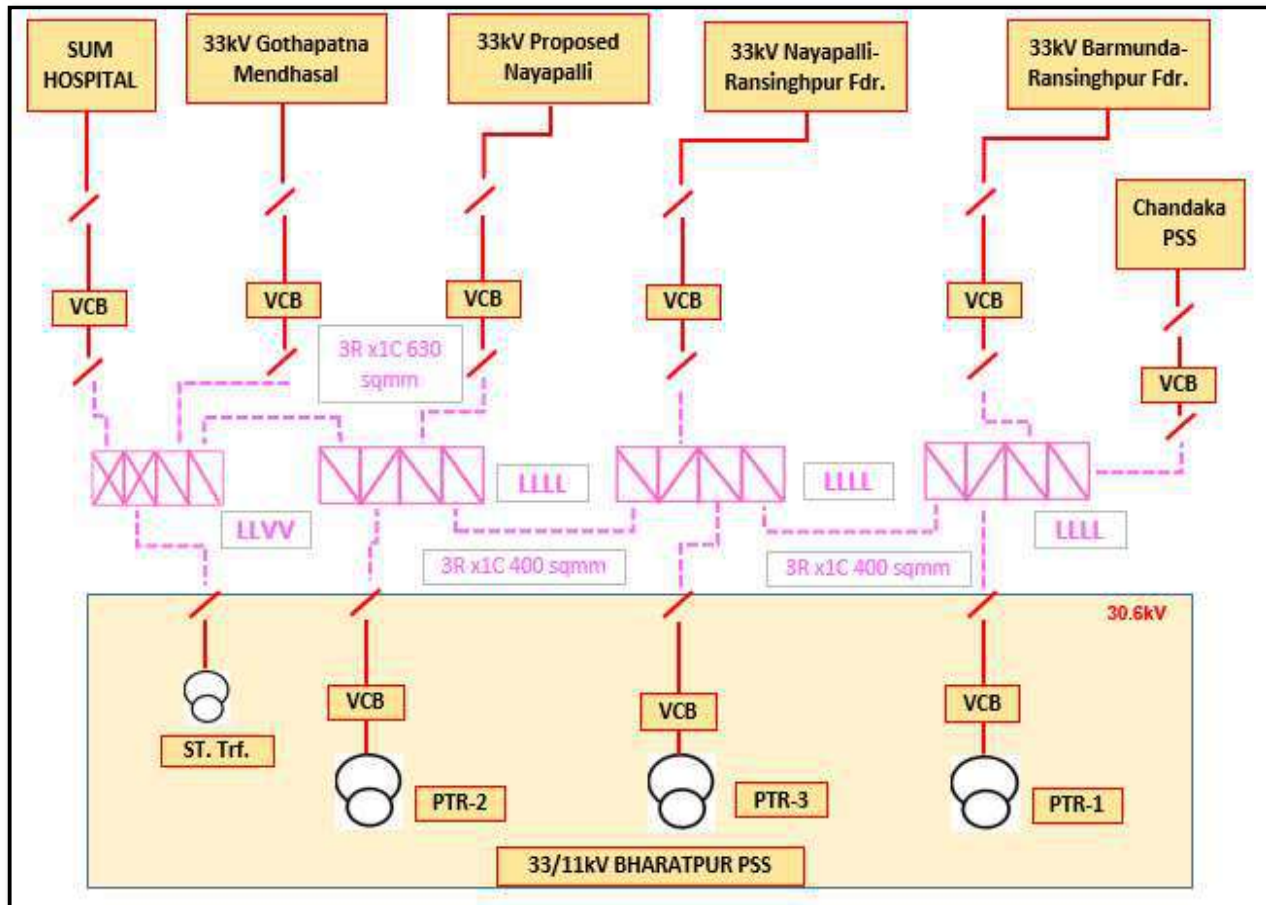 SUM
HOSPITAL
33kV Gothapatna
Mendhasal
33kV Proposed
Nayapalli
33kV Nayapalli-
Ransinghpur Fdr.
33kV Barmunda-
Ransinghpur Fdr.
Chandaka
PSS
VCB
VCB
VCB
VCB
VCB
VCB
3R x1C 630
sqmm
LLVV
LLLL
LLLL
LLLL
3R x1C 400 sqmm
3R x1C 400 sqmm
30.6kV
VCB
VCB
VCB
ST. Trf.
PTR-2
PTR-3
PTR-1
33/11kV BHARATPUR PSS